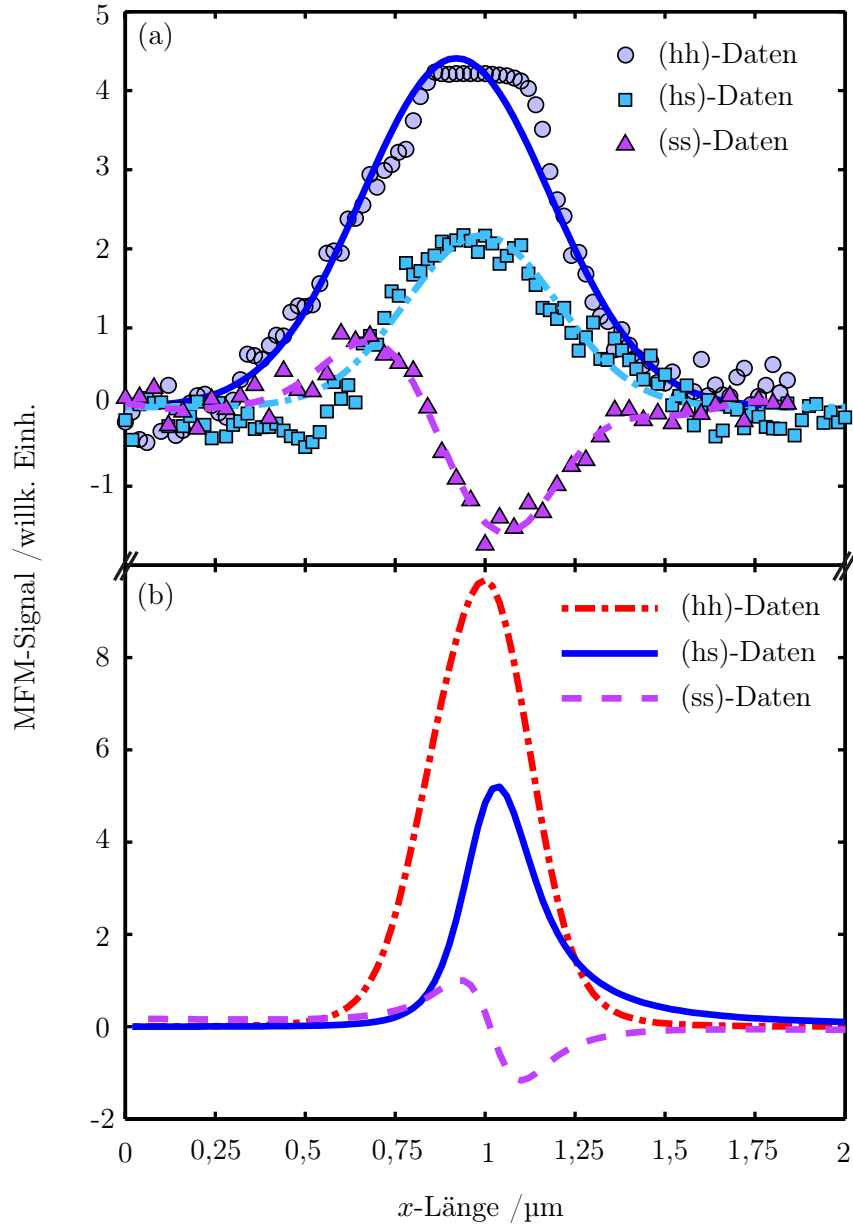 5
(a)
(hh)-Daten
4
(hs)-Daten
3
(ss)-Daten
2
1
0
-1
MFM-Signal /willk. Einh.
(b)
(hh)-Daten
8
(hs)-Daten
(ss)-Daten
6
4
2
0
-2
0 0,25 0,5 0,75 1 1,25 1,5 1,75 2
x-Länge /µm